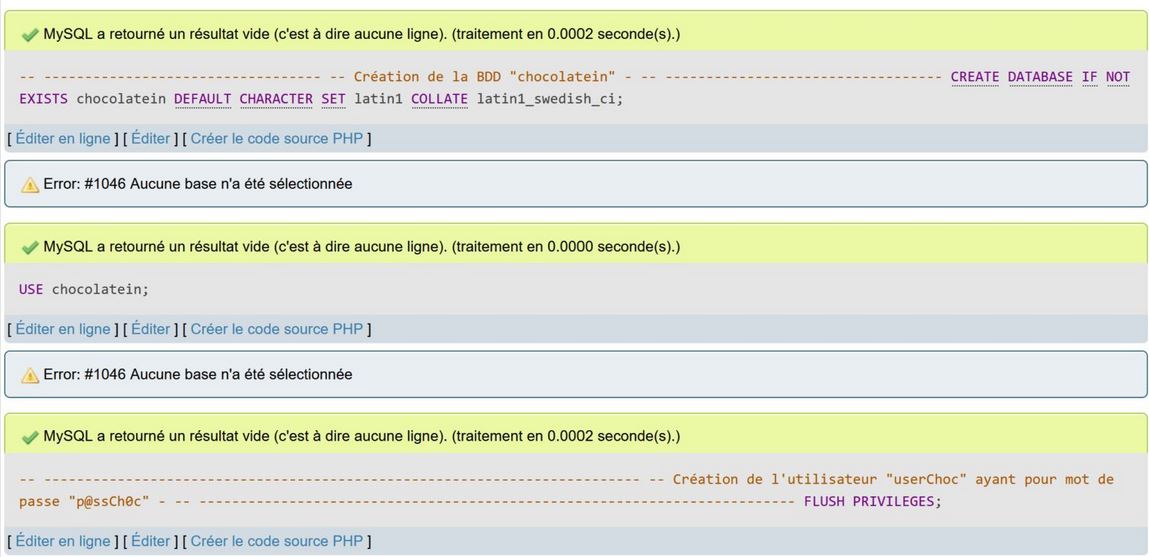 MySQL a retourné un résultat vide (c'est à dire aucune ligne). (traitement en 0.0002 seconde(s).)
-- ---------------------------------- -- Création de la BDD "chocolatein" - -- ---------------------------------- CREATE DATABASE IF NOT
EXISTS chocolatein DEFAULT CHARACTER SET latin1 COLLATE latin1_swedish_ci;
[ Éditer en ligne ] [ Éditer ] [ Créer le code source PHP ]
Error: #1046 Aucune base n'a été sélectionnée
MySQL a retourné un résultat vide (c'est à dire aucune ligne). (traitement en 0.0000 seconde(s).)
USE chocolatein;
[ Éditer en ligne ] [ Éditer ] [ Créer le code source PHP ]
Error: #1046 Aucune base n'a été sélectionnée
MySQL a retourné un résultat vide (c'est à dire aucune ligne). (traitement en 0.0002 seconde(s).)
-- ------------------------------------------------------------------------- -- Création de l'utilisateur "userChoc" ayant pour mot de
passe "p@ssCh0c" - -- ------------------------------------------------------------------------- FLUSH PRIVILEGES;
[ Éditer en ligne ] [ Éditer ] [ Créer le code source PHP ]